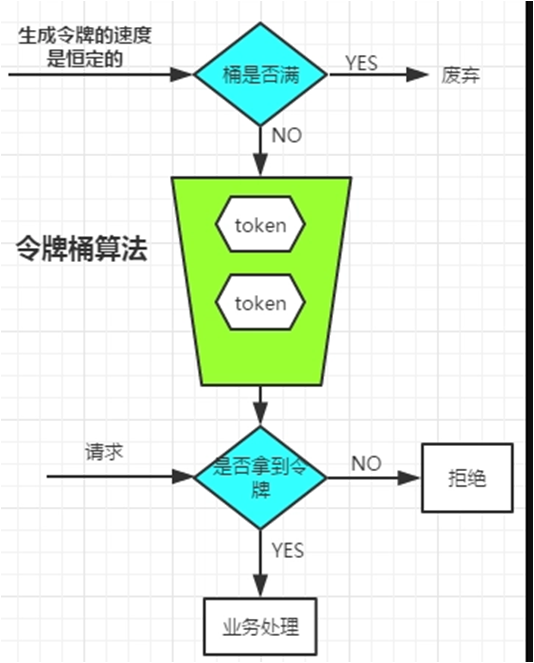 生成令牌的速度
是恒定的
桶是否满
YES
废弃
NO
token
令牌桶算法
token
请求
是否拿到令
牌
NO
拒绝
YES
业务处理